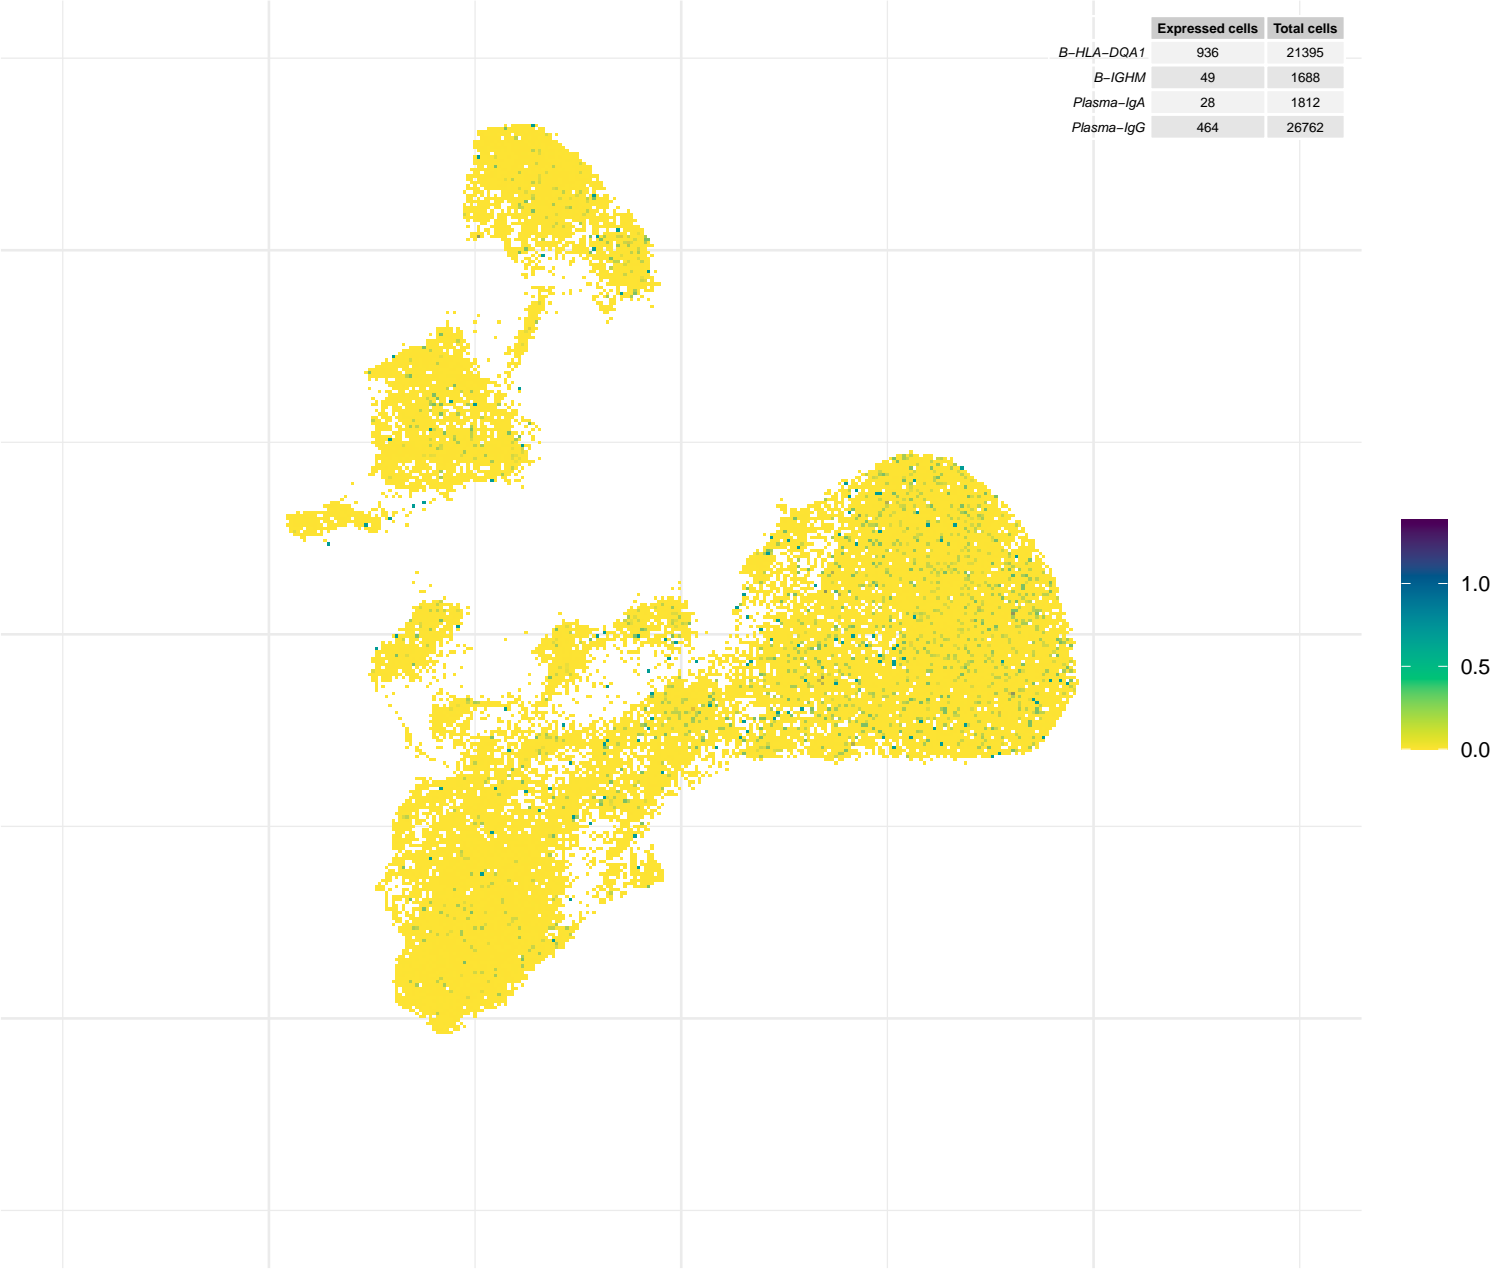 Expressed cells Total cells
B−HLA−DQA1 936 21395
B−IGHM 49 1688
Plasma−IgA 28 1812
Plasma−IgG 464 26762
1.0
0.5
0.0